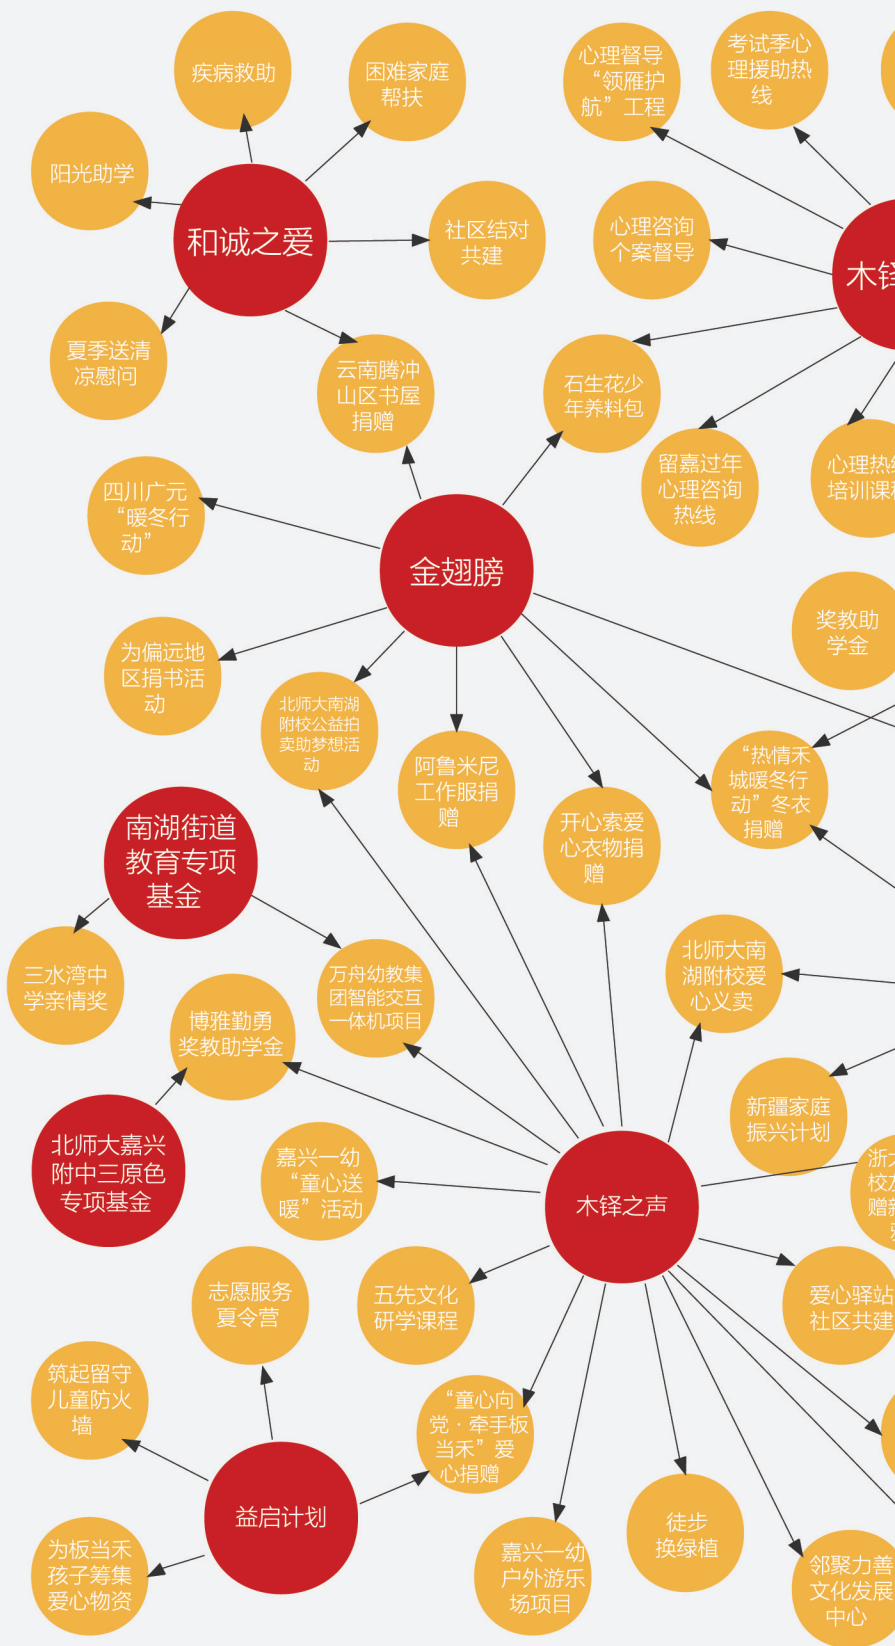 疾病救助
困难家庭
帮扶
阳光助学
和诚之爱
社区结对
共建
夏季送清
凉慰问
云南腾冲
山区书屋
捐赠
心理督导
“领雁护
航”工程
考试季心
理援助热
线
心理咨询
个案督导
木铎
石生花少
年养料包
留嘉过年
心理咨询
热线
心理热线
培训课程
四川广元
“暖冬行
动”
金翅膀
为偏远地
区捐书活
动
北师大南湖
附校公益拍
卖助梦想活
动
阿鲁米尼
工作服捐
赠
开心索爱
心衣物捐
赠
奖教助
学金
“热情禾
城暖冬行
动”冬衣
捐赠
南湖街道
教育专项
基金
三水湾中
学亲情奖
万舟幼教集
团智能交互
一体机项目
博雅勤勇
奖教助学金
北师大嘉兴
附中三原色
专项基金
北师大南
湖附校爱
心义卖
新疆家庭
振兴计划
浙大
校友
赠新
嘉兴一幼
“童心送
暖”活动
木铎之声
五先文化
研学课程
爱心驿站
社区共建
志愿服务
夏令营
筑起留守
儿童防火
墙
“童心向
党·牵手板
当禾”爱
心捐赠
益启计划
为板当禾
孩子筹集
爱心物资
嘉兴一幼
户外游乐
场项目
徒步
换绿植
邻聚力善
文化发展
中心